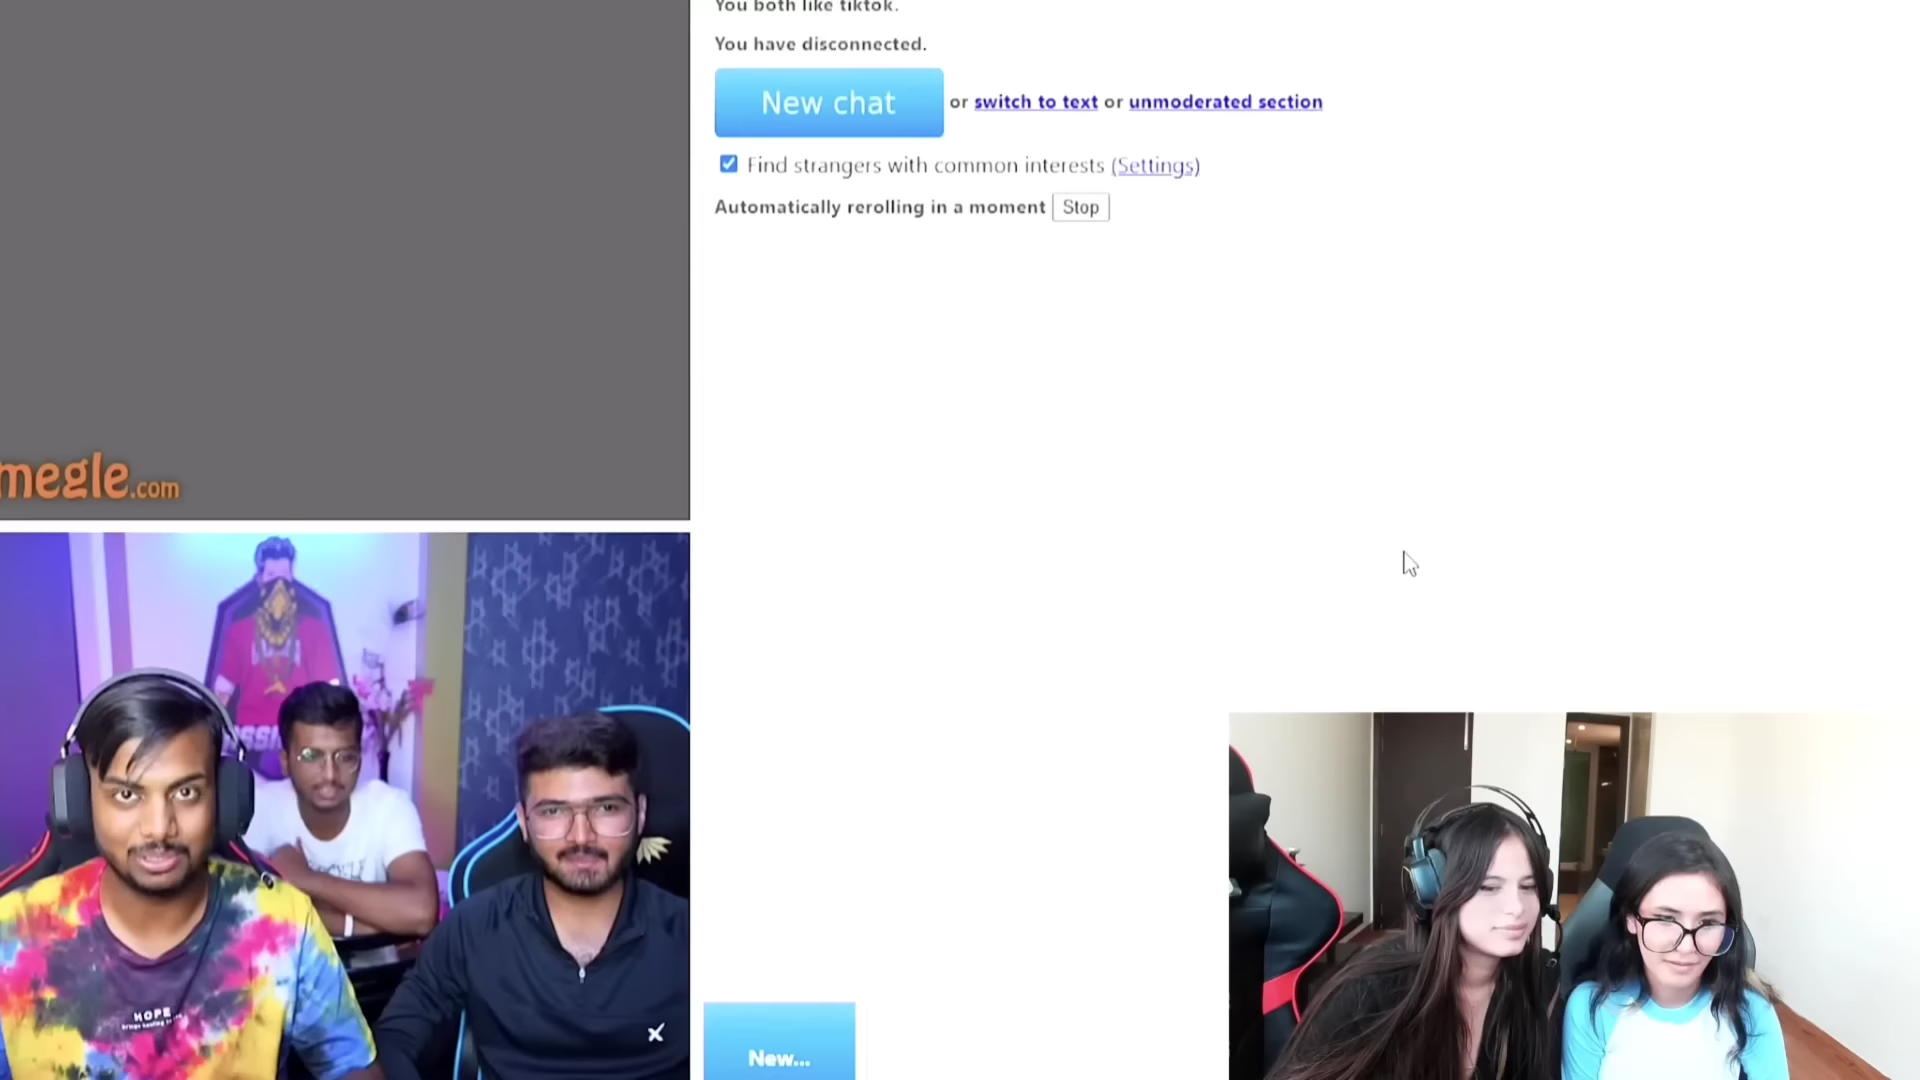 You both like tiktok.
You have disconnected.
New chat or switch to text or unmoderated section
Find strangers with common interests (Settings)
Automatically rerolling in a moment Stop
megle.com
HOPE
New...